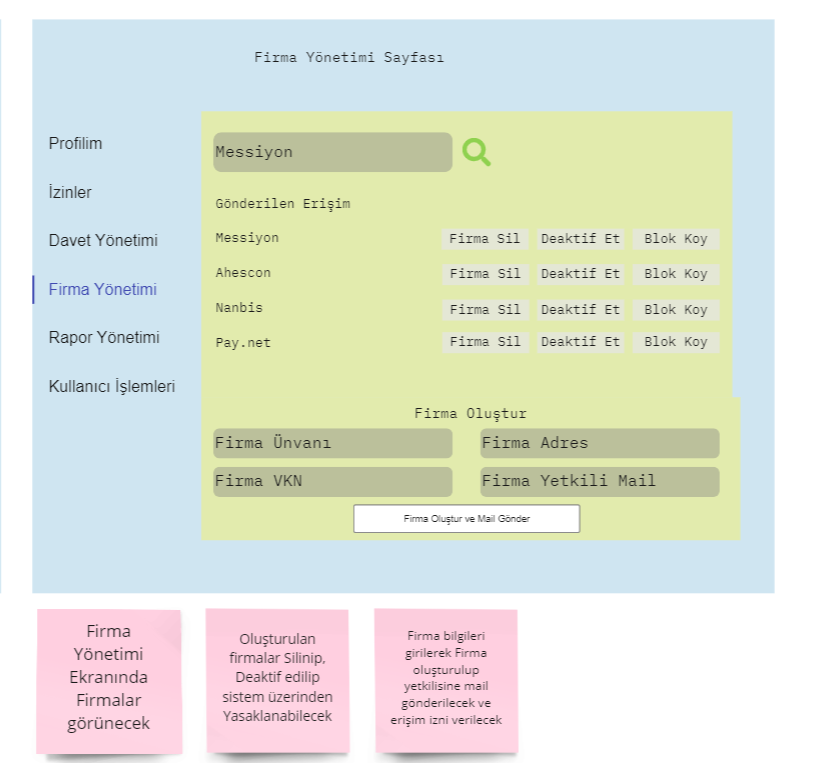 Firma Yönetimi Sayfası
Profilim
İzinler
Davet Yönetimi
Firma Yönetimi
Rapor Yönetimi
Kullanıcı İşlemleri
Messiyon
Gönderilen Erişim
Messiyon Firma Sil Deaktif Et Blok Koy
Ahescon Firma Sil Deaktif Et Blok Koy
Nanbis Firma Sil Deaktif Et Blok Koy
Pay.net Firma Sil Deaktif Et Blok Koy
Firma Oluştur
Firma Ünvanı Firma Adres
Firma VKN Firma Yetkili Mail
Firma Oluştur ve Mail Gönder
Firma
Yönetimi
Ekranında
Firmalar
görünecek
Oluşturulan
firmalar Silinip,
Deaktif edilip
sistem üzerinden
Yasaklanabilecek
Firma bilgileri
girilerek Firma
oluşturulup
yetkilisine mail
gönderilecek ve
erişim izni verilecek